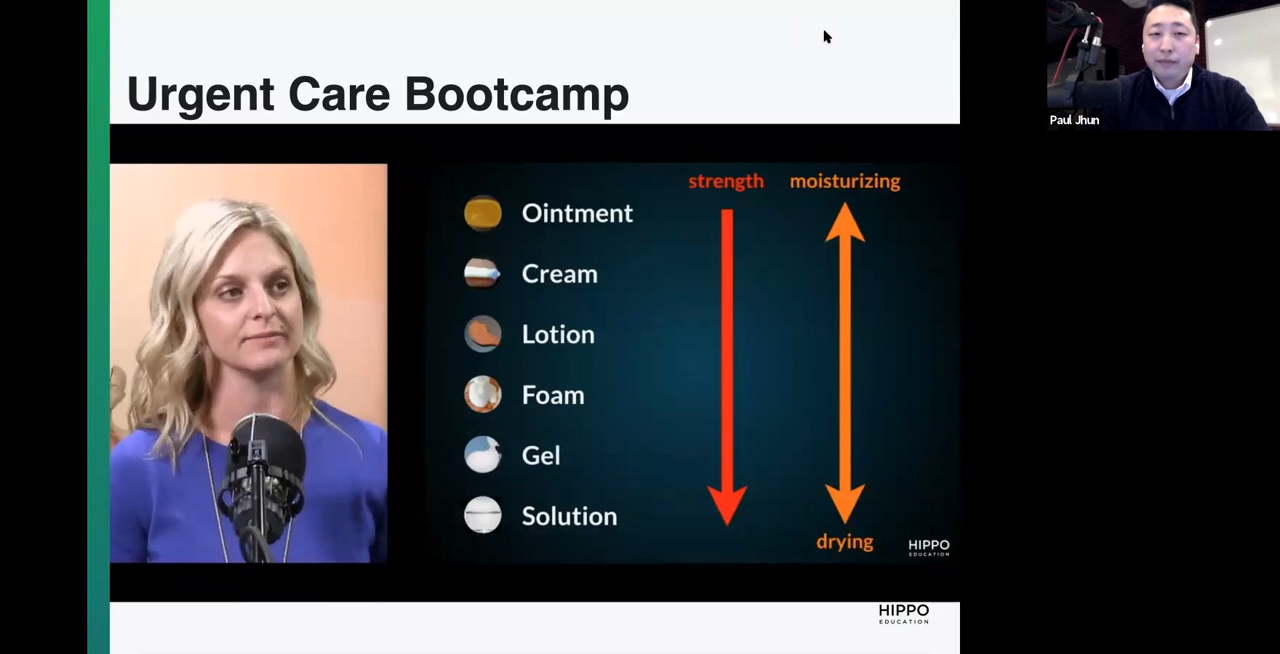 Urgent Care Bootcamp
Paul Jhun
strength
moisturizing
Ointment
Cream
Lotion
Foam
Gel
Solution
drying
HIPPO
EDUCATION
HIPPO
EDUCATION